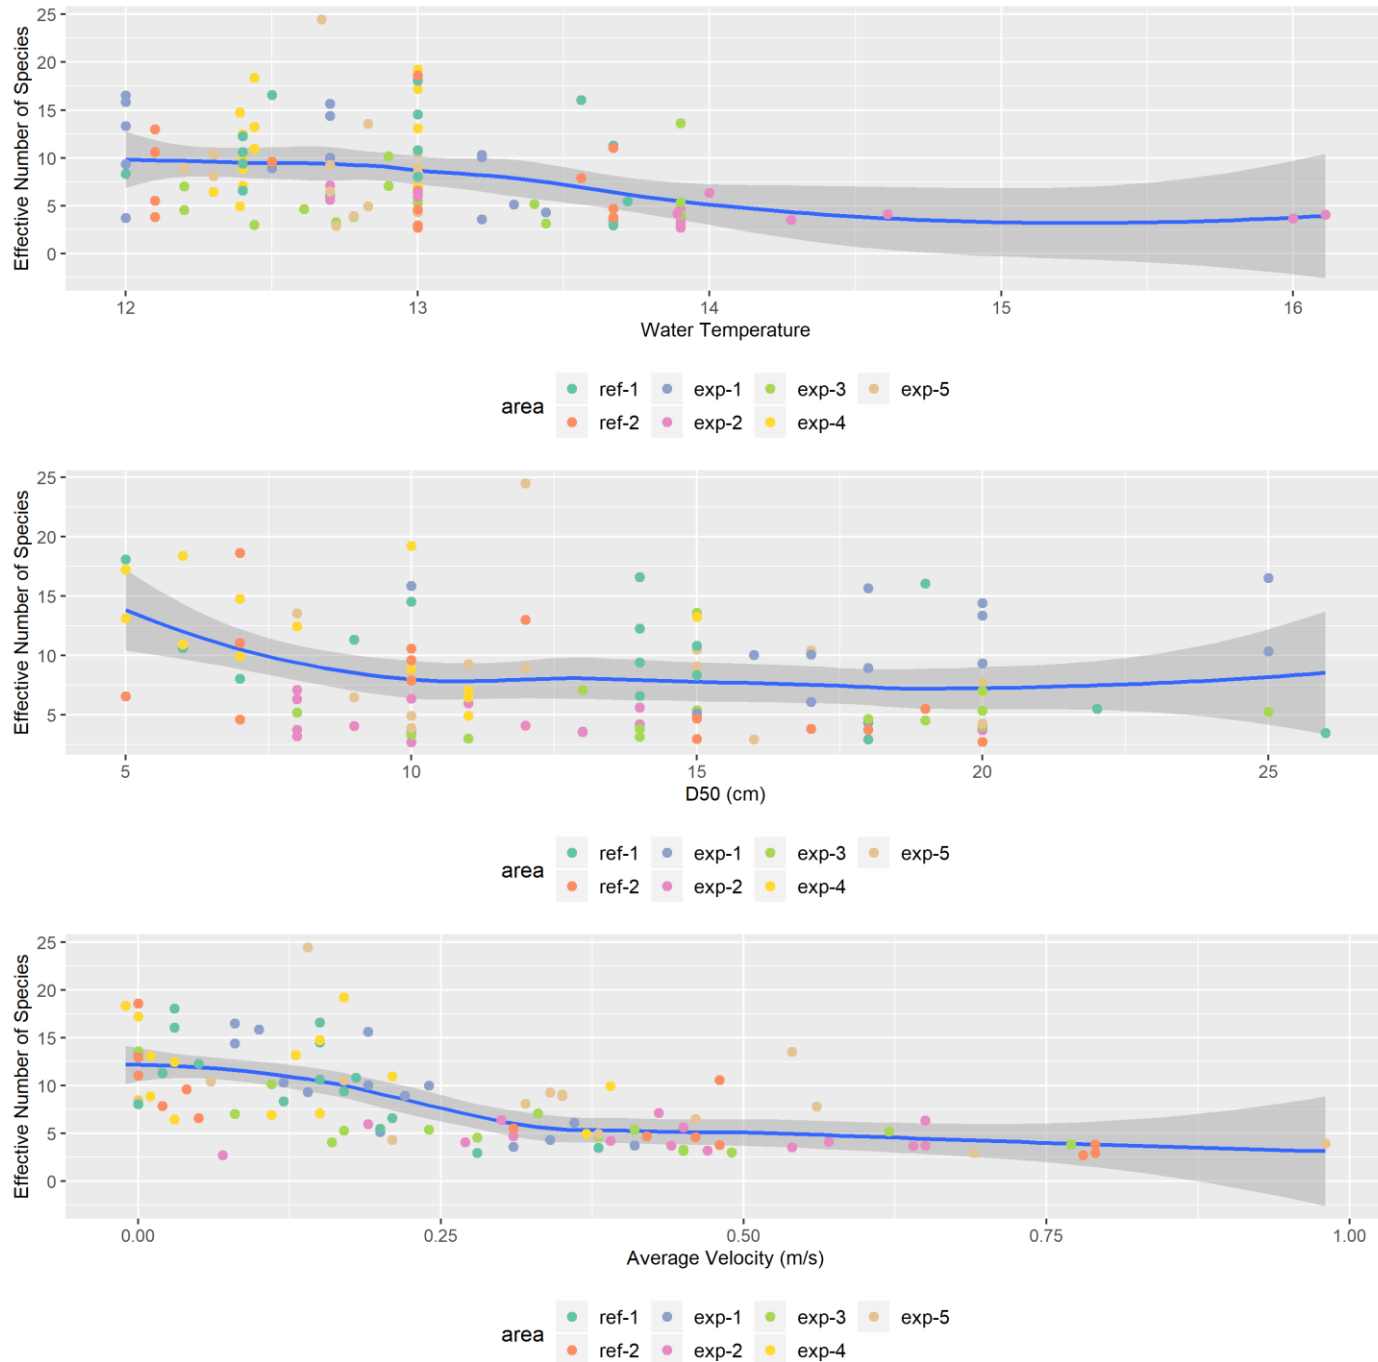 Effective Number of Species
25
20
15
10
5
0
12 13 14 15 16
Water Temperature
area
ref-1 exp-1 exp-3 exp-5
ref-2 exp-2 exp-4
Effective Number of Species
25
20
15
10
5
5 10 15 20 25
D50 (cm)
area
ref-1 exp-1 exp-3 exp-5
ref-2 exp-2 exp-4
Effective Number of Species
25
20
15
10
5
0
0.00 0.25 0.50 0.75 1.00
Average Velocity (m/s)
area
ref-1 exp-1 exp-3 exp-5
ref-2 exp-2 exp-4